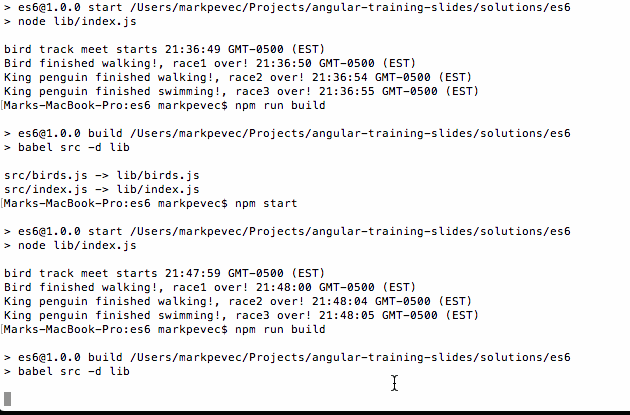 > es6@1.0.0 start /Users/markpevec/Projects/angular-training-slides/solutions/es6
> node lib/index.js
bird track meet starts 21:36:49 GMT-0500 (EST)
Bird finished walking!, race1 over! 21:36:50 GMT-0500 (EST)
King penguin finished walking!, race2 over! 21:36:54 GMT-0500 (EST)
King penguin finished swimming!, race3 over! 21:36:55 GMT-0500 (EST)
[Marks-MacBook-Pro:es6 markpevec$ npm run build
> es6@1.0.0 build /Users/markpevec/Projects/angular-training-slides/solutions/es6
> babel src -d lib
src/birds.js -> lib/birds.js
src/index.js -> lib/index.js
[Marks-MacBook-Pro:es6 markpevec$ npm start
> es6@1.0.0 start /Users/markpevec/Projects/angular-training-slides/solutions/es6
> node lib/index.js
bird track meet starts 21:47:59 GMT-0500 (EST)
Bird finished walking!, race1 over! 21:48:00 GMT-0500 (EST)
King penguin finished walking!, race2 over! 21:48:04 GMT-0500 (EST)
King penguin finished swimming!, race3 over! 21:48:05 GMT-0500 (EST)
[Marks-MacBook-Pro:es6 markpevec$ npm run build
> es6@1.0.0 build /Users/markpevec/Projects/angular-training-slides/solutions/es6
> babel src -d lib